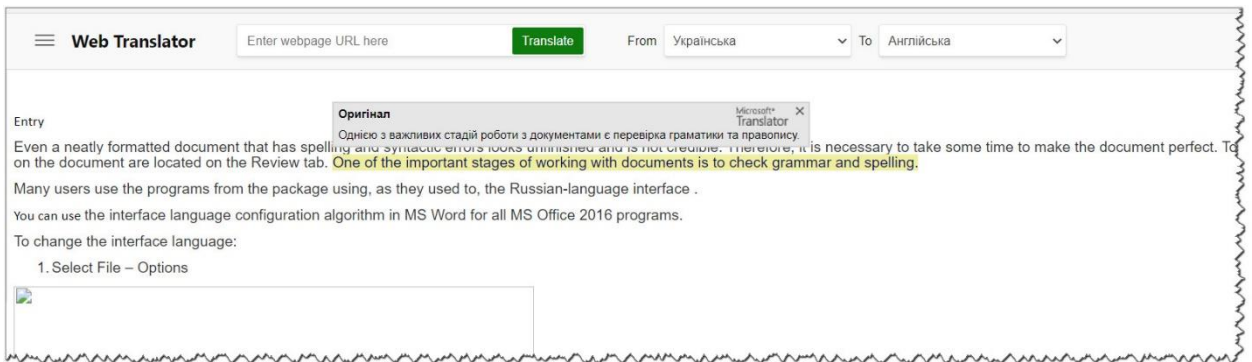 Web Translator
Enter webpage URL here
Translate
From
Українська
To
Англійська
Оригінал
Microsoft®
Translator
Однією з важливих стадій роботи з документами є перевірка граматики та правопису.
Entry
Even a neatly formatted document that has spelling and syntactic errors looks unfinished and is not credible. Therefore, it is necessary to take some time to make the document perfect. To
on the document are located on the Review tab. One of the important stages of working with documents is to check grammar and spelling.
Many users use the programs from the package using, as they used to, the Russian-language interface .
You can use the interface language configuration algorithm in MS Word for all MS Office 2016 programs.
To change the interface language:
1. Select File – Options